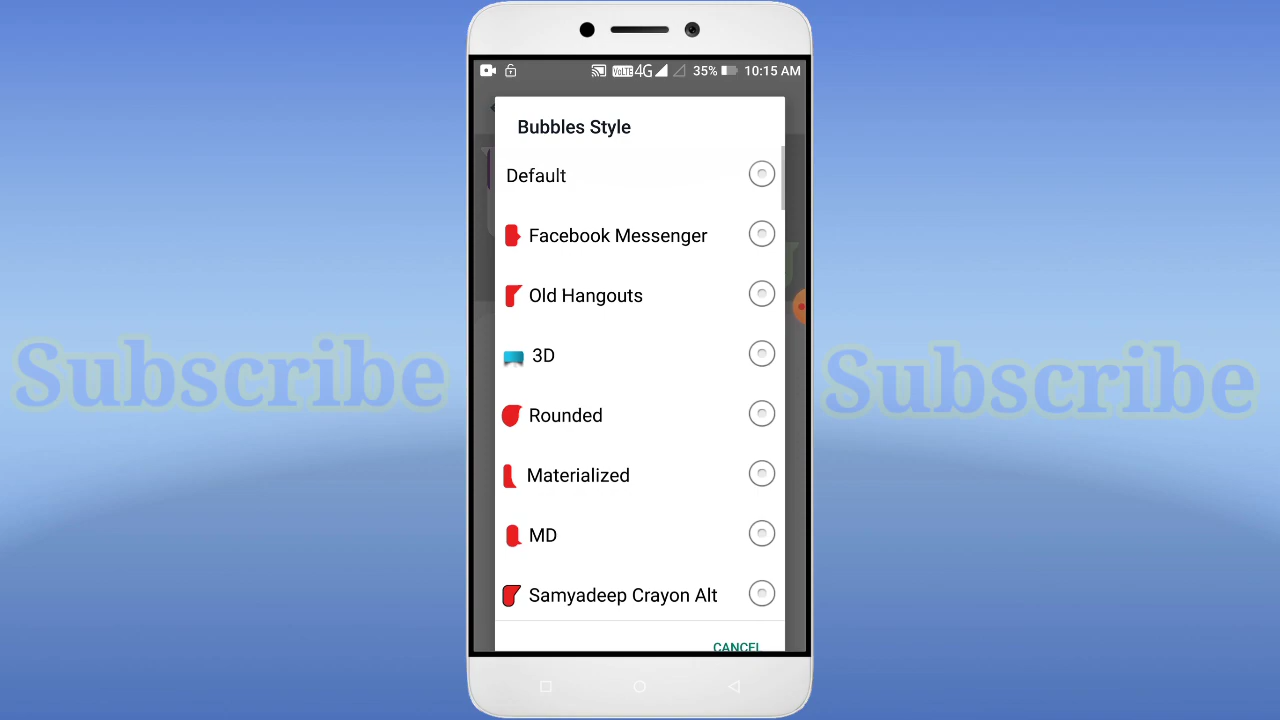 VoLTE 4G 35% 10:15 AM
Bubbles Style
Default
Facebook Messenger
Old Hangouts
3D
Rounded
Materialized
MD
Samyadeep Crayon Alt
CANCEL
Subscribe
Subscribe